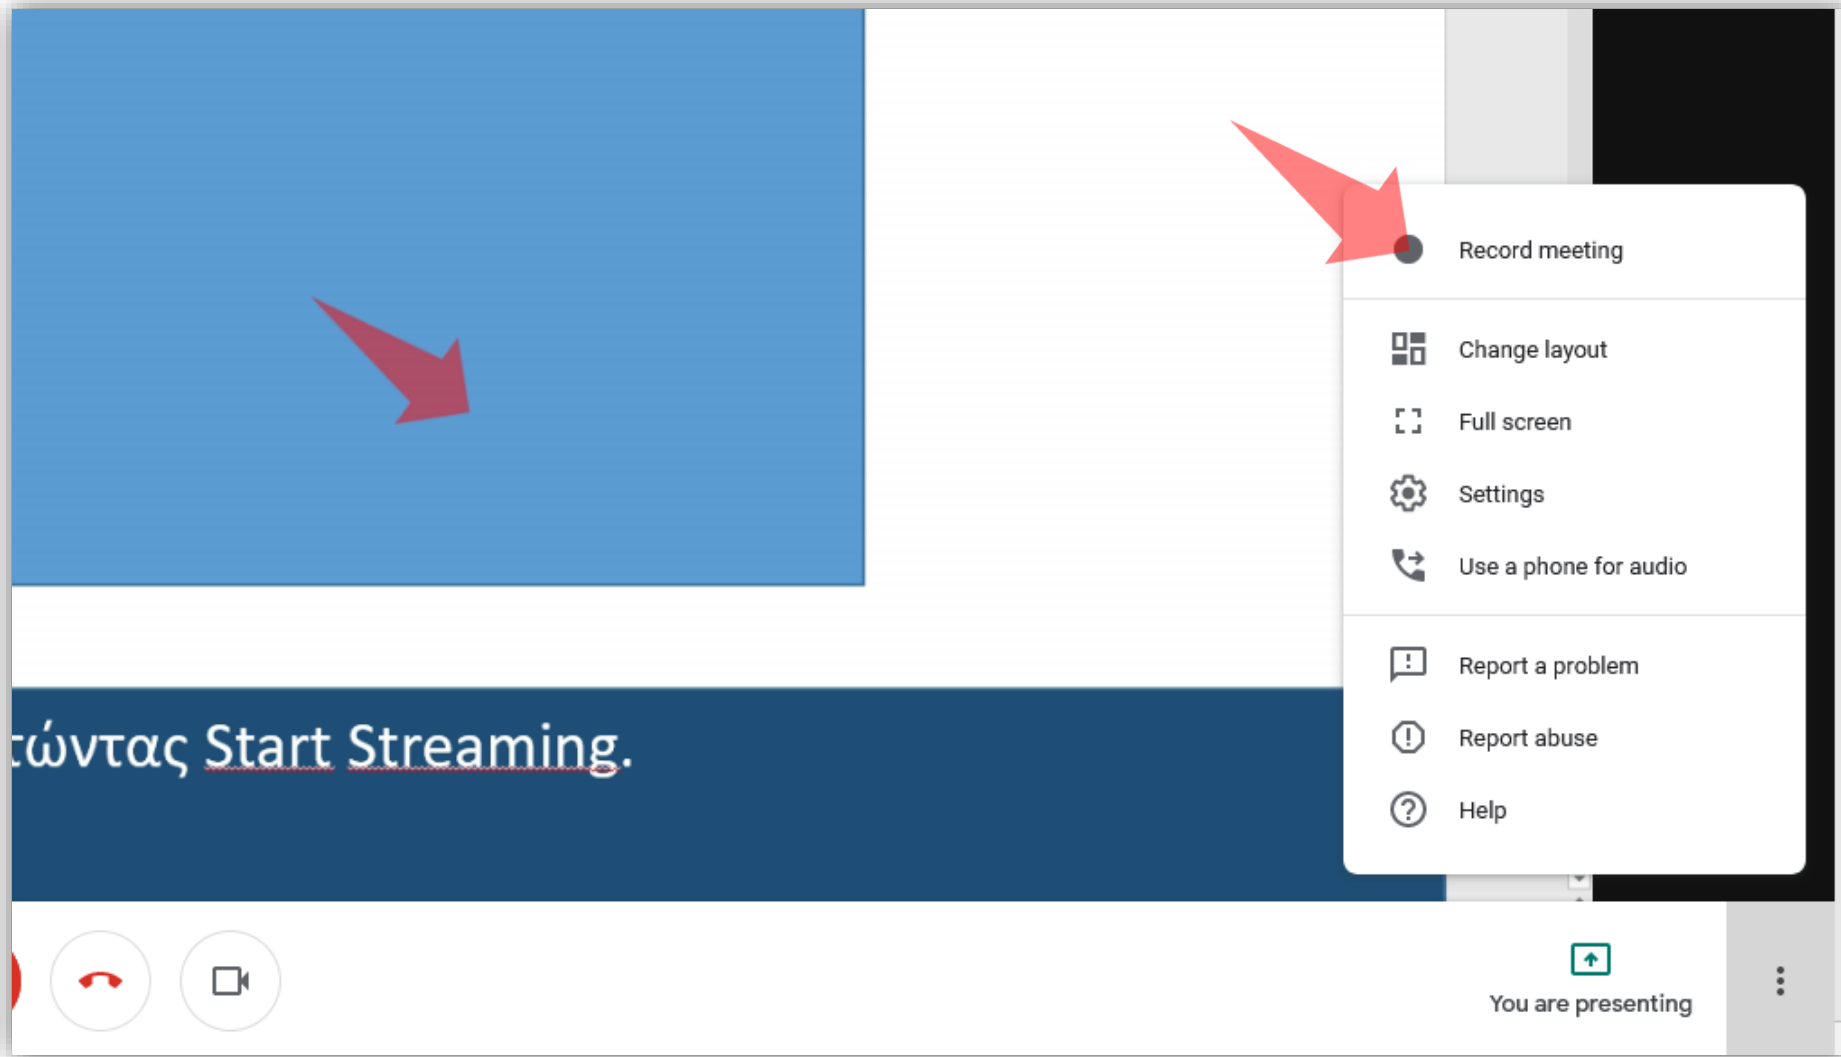 Record meeting
Change layout
Full screen
Settings
Use a phone for audio
Report a problem
Report abuse
Help
τώντας Start Streaming.
You are presenting